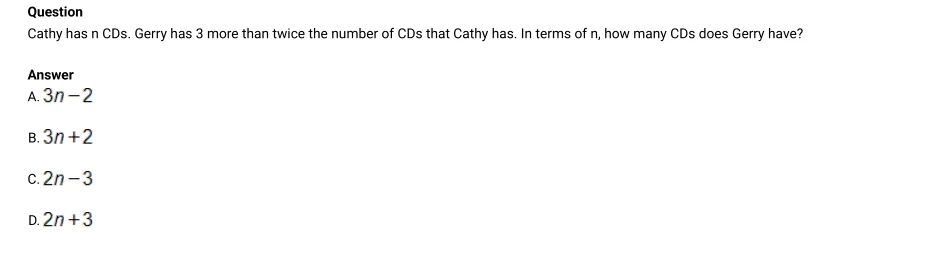 Question
Cathy has n CDs. Gerry has 3 more than twice the number of CDs that Cathy has. In terms of n, how many CDs does Gerry have?
Answer
A. 3n−2
B. 3n+2
C. 2n−3
D. 2n+3